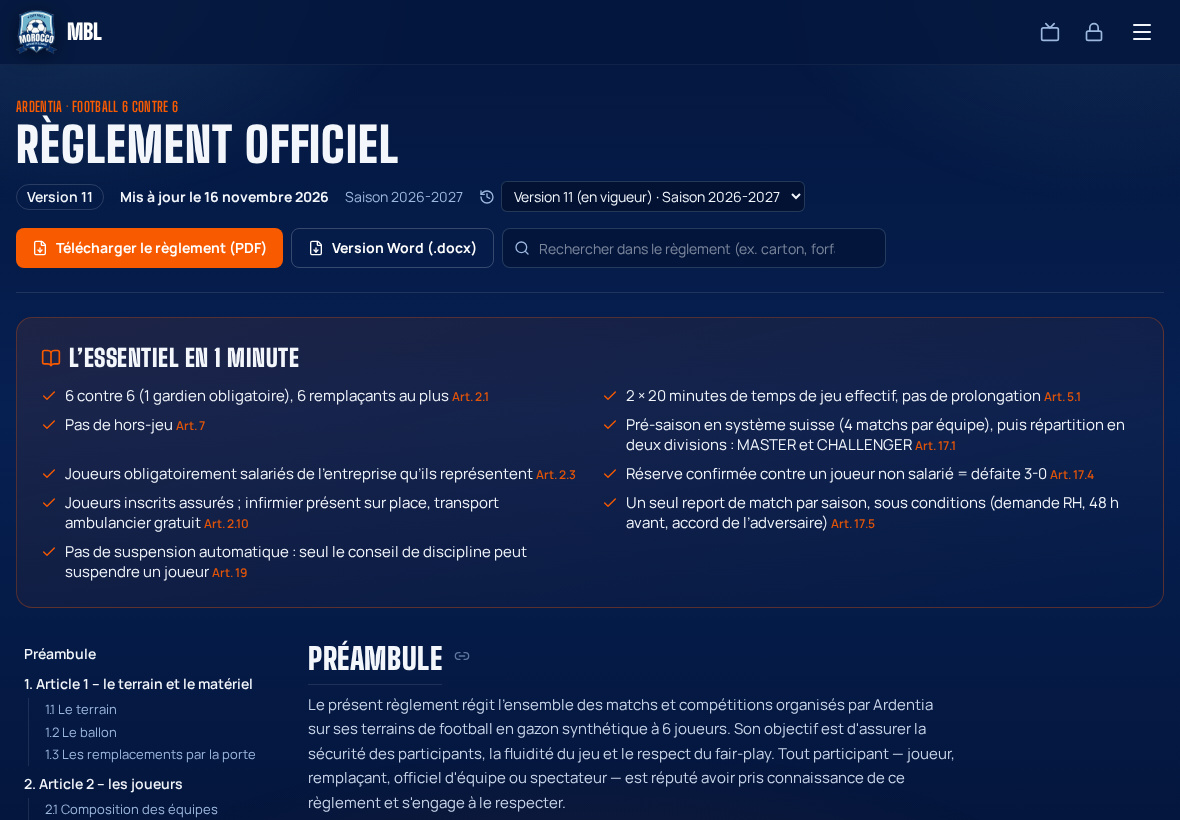 MOROCCO
MBL
ARDENTIA · FOOTBALL 6 CONTRE 6
RÈGLEMENT OFFICIEL
Version 11
Mis à jour le 16 novembre 2026
Saison 2026-2027
Version 11 (en vigueur) · Saison 2026-2027
Télécharger le règlement (PDF)
Version Word (.docx)
Rechercher dans le règlement (ex. carton, forf
L’ESSENTIEL EN 1 MINUTE
6 contre 6 (1 gardien obligatoire), 6 remplaçants au plus Art. 2.1
2 × 20 minutes de temps de jeu effectif, pas de prolongation Art. 5.1
Pas de hors-jeu Art. 7
Pré-saison en système suisse (4 matchs par équipe), puis répartition en
deux divisions : MASTER et CHALLENGER Art. 17.1
Joueurs obligatoirement salariés de l’entreprise qu’ils représentent Art. 2.3
Réserve confirmée contre un joueur non salarié = défaite 3-0 Art. 17.4
Joueurs inscrits assurés ; infirmier présent sur place, transport
ambulancier gratuit Art. 2.10
Un seul report de match par saison, sous conditions (demande RH, 48 h
avant, accord de l’adversaire) Art. 17.5
Pas de suspension automatique : seul le conseil de discipline peut
suspendre un joueur Art. 19
Préambule
1. Article 1 – le terrain et le matériel
1.1 Le terrain
1.2 Le ballon
1.3 Les remplacements par la porte
2. Article 2 – les joueurs
2.1 Composition des équipes
PRÉAMBULE
Le présent règlement régit l’ensemble des matchs et compétitions organisés par Ardentia
sur ses terrains de football en gazon synthétique à 6 joueurs. Son objectif est d'assurer la
sécurité des participants, la fluidité du jeu et le respect du fair-play. Tout participant — joueur,
remplaçant, officiel d'équipe ou spectateur — est réputé avoir pris connaissance de ce
règlement et s'engage à le respecter.